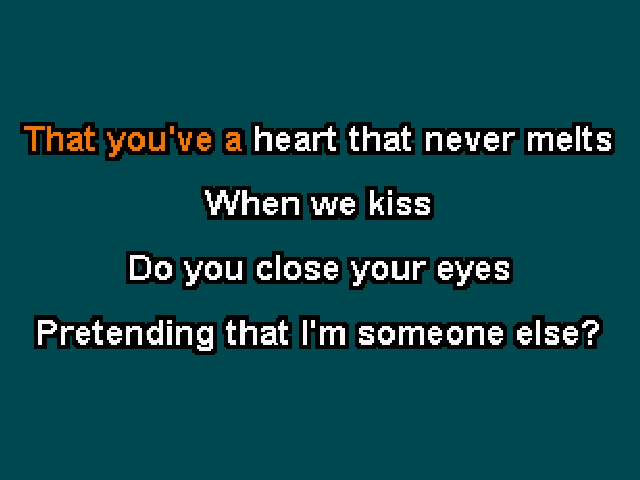 That you've a heart that never melts
When we kiss
Do you close your eyes
Pretending that I'm someone else?